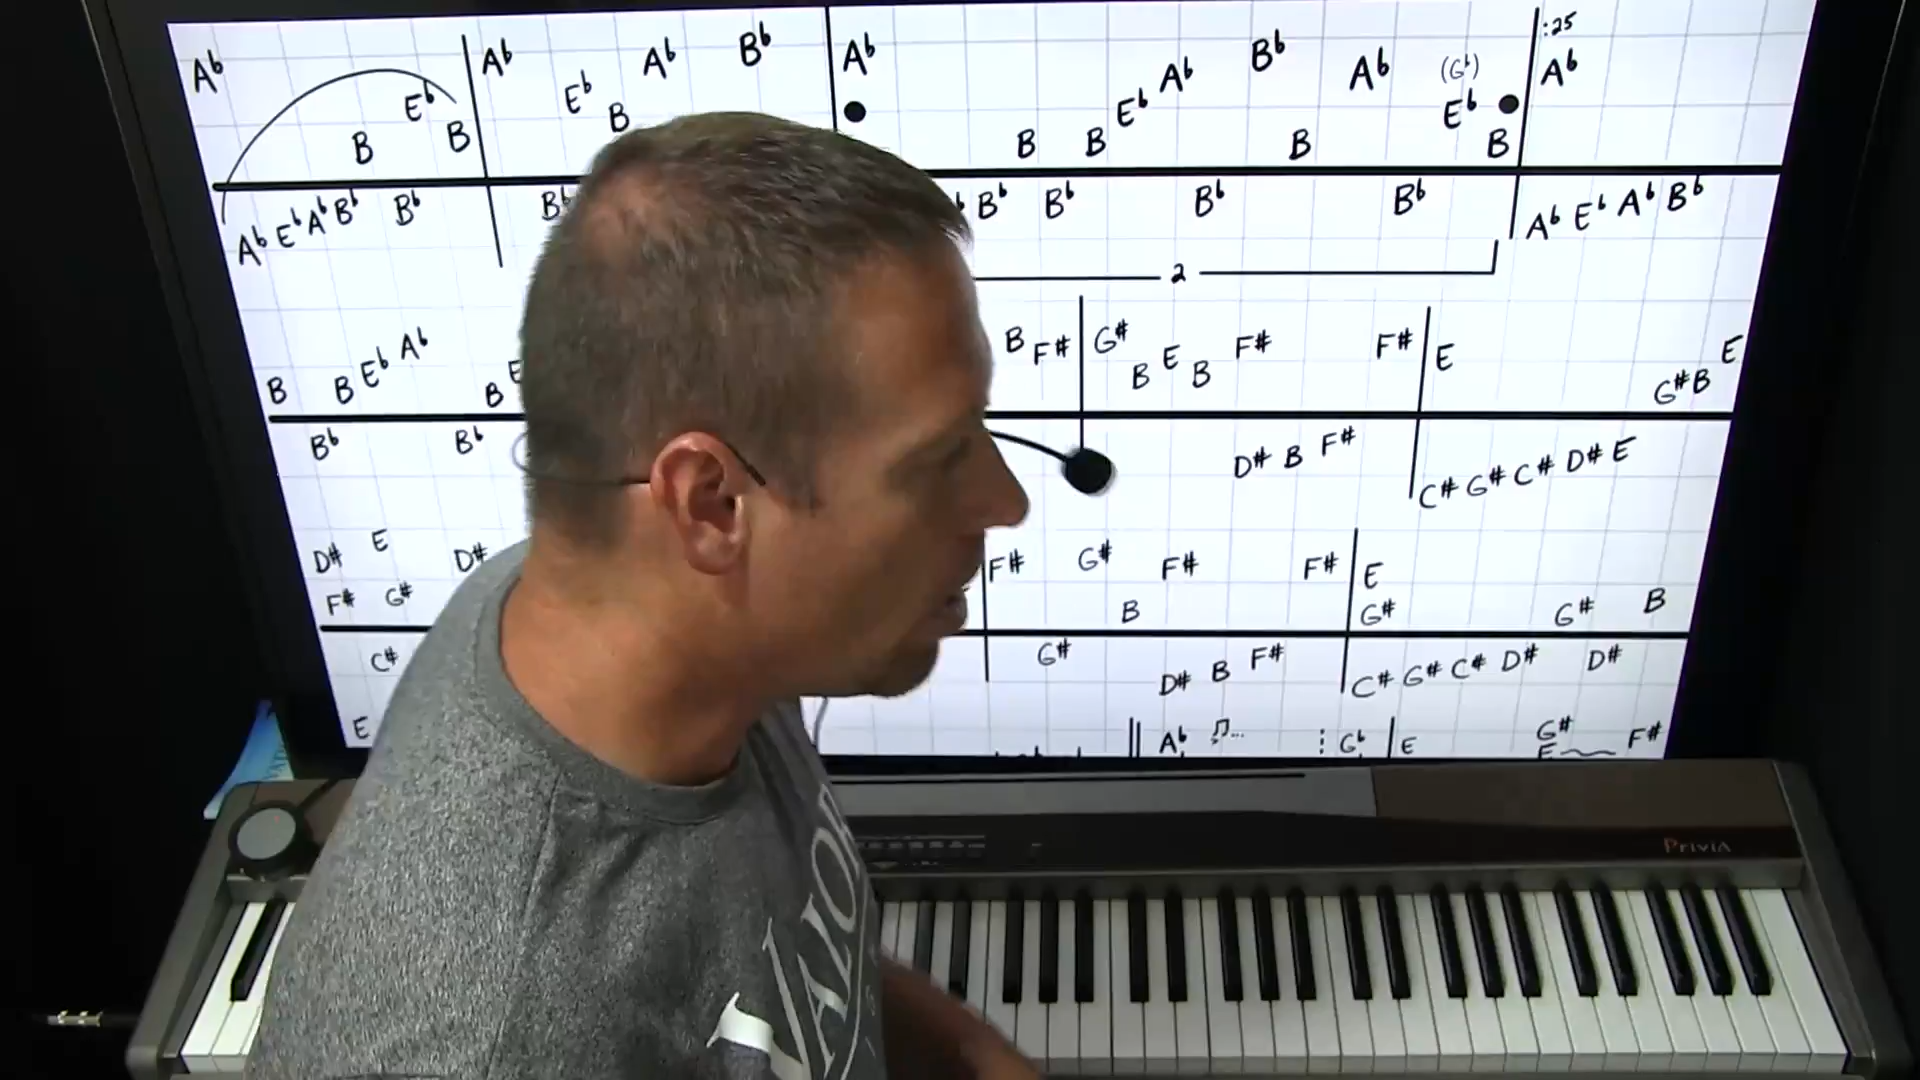 A♭ A♭ A♭ B♭ A♭ A♭ B♭ A♭ (G♭) :25 A♭
B E♭ B E♭ B B B E♭ B E♭ B
A♭ E♭ A♭ B♭ B♭ B♭ B♭ B♭ B♭ B♭ A♭ E♭ A♭ B♭
2
B B E♭ A♭ B B F# G# B E B F# F# E G# B E
B♭ B♭ D# B F# C# G# C# D# E
D# E D# F# G# F# F# E
F# G# B G# G# B
C# G# D# B F# C# G# C# D# D#
E A♭ ♫... G♭ E G# F#
E
Privia